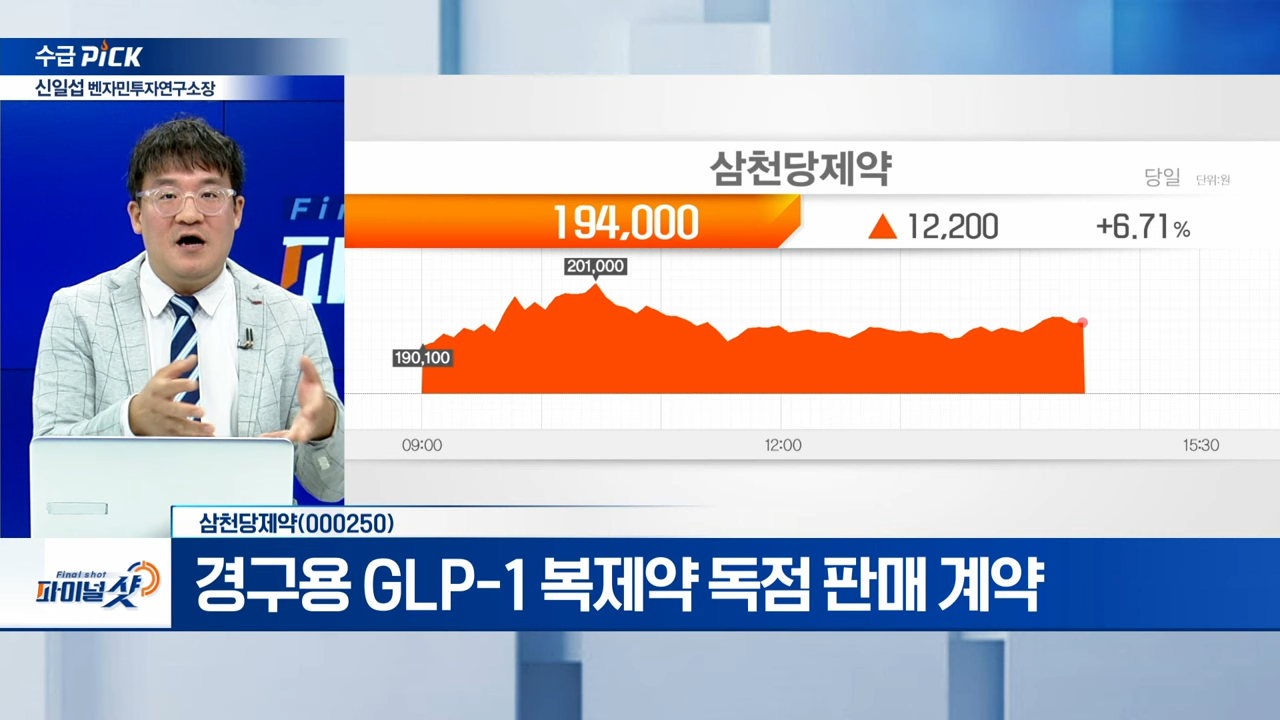 수급 PiCK
신일섭 벤자민투자연구소장
Fin
파
삼천당제약
당일 단위:원
194,000 ▲ 12,200 +6.71%
201,000
190,100
09:00 12:00 15:30
삼천당제약(000250)
Final shot
파이널샷
경구용 GLP-1 복제약 독점 판매 계약